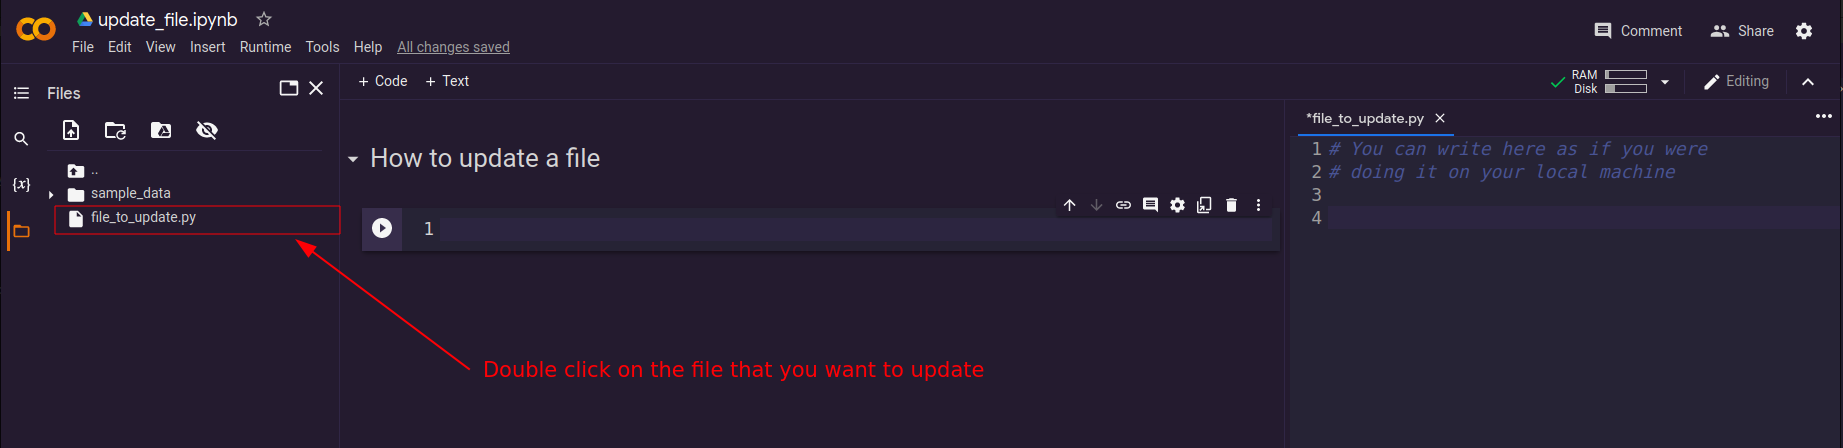 update_file.ipynb
File Edit View Insert Runtime Tools Help All changes saved
Comment Share
Files
+ Code + Text
RAM
Disk
Editing
*file_to_update.py
{x}
..
sample_data
file_to_update.py
How to update a file
1
1 # You can write here as if you were
2 # doing it on your local machine
3
4
Double click on the file that you want to update